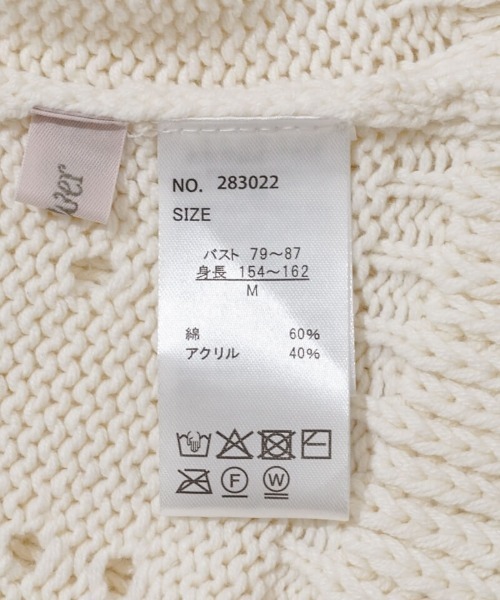 NO. 283022
SIZE
バスト 79～87
身長 154～162
M
綿 60%
アクリル 40%
F W